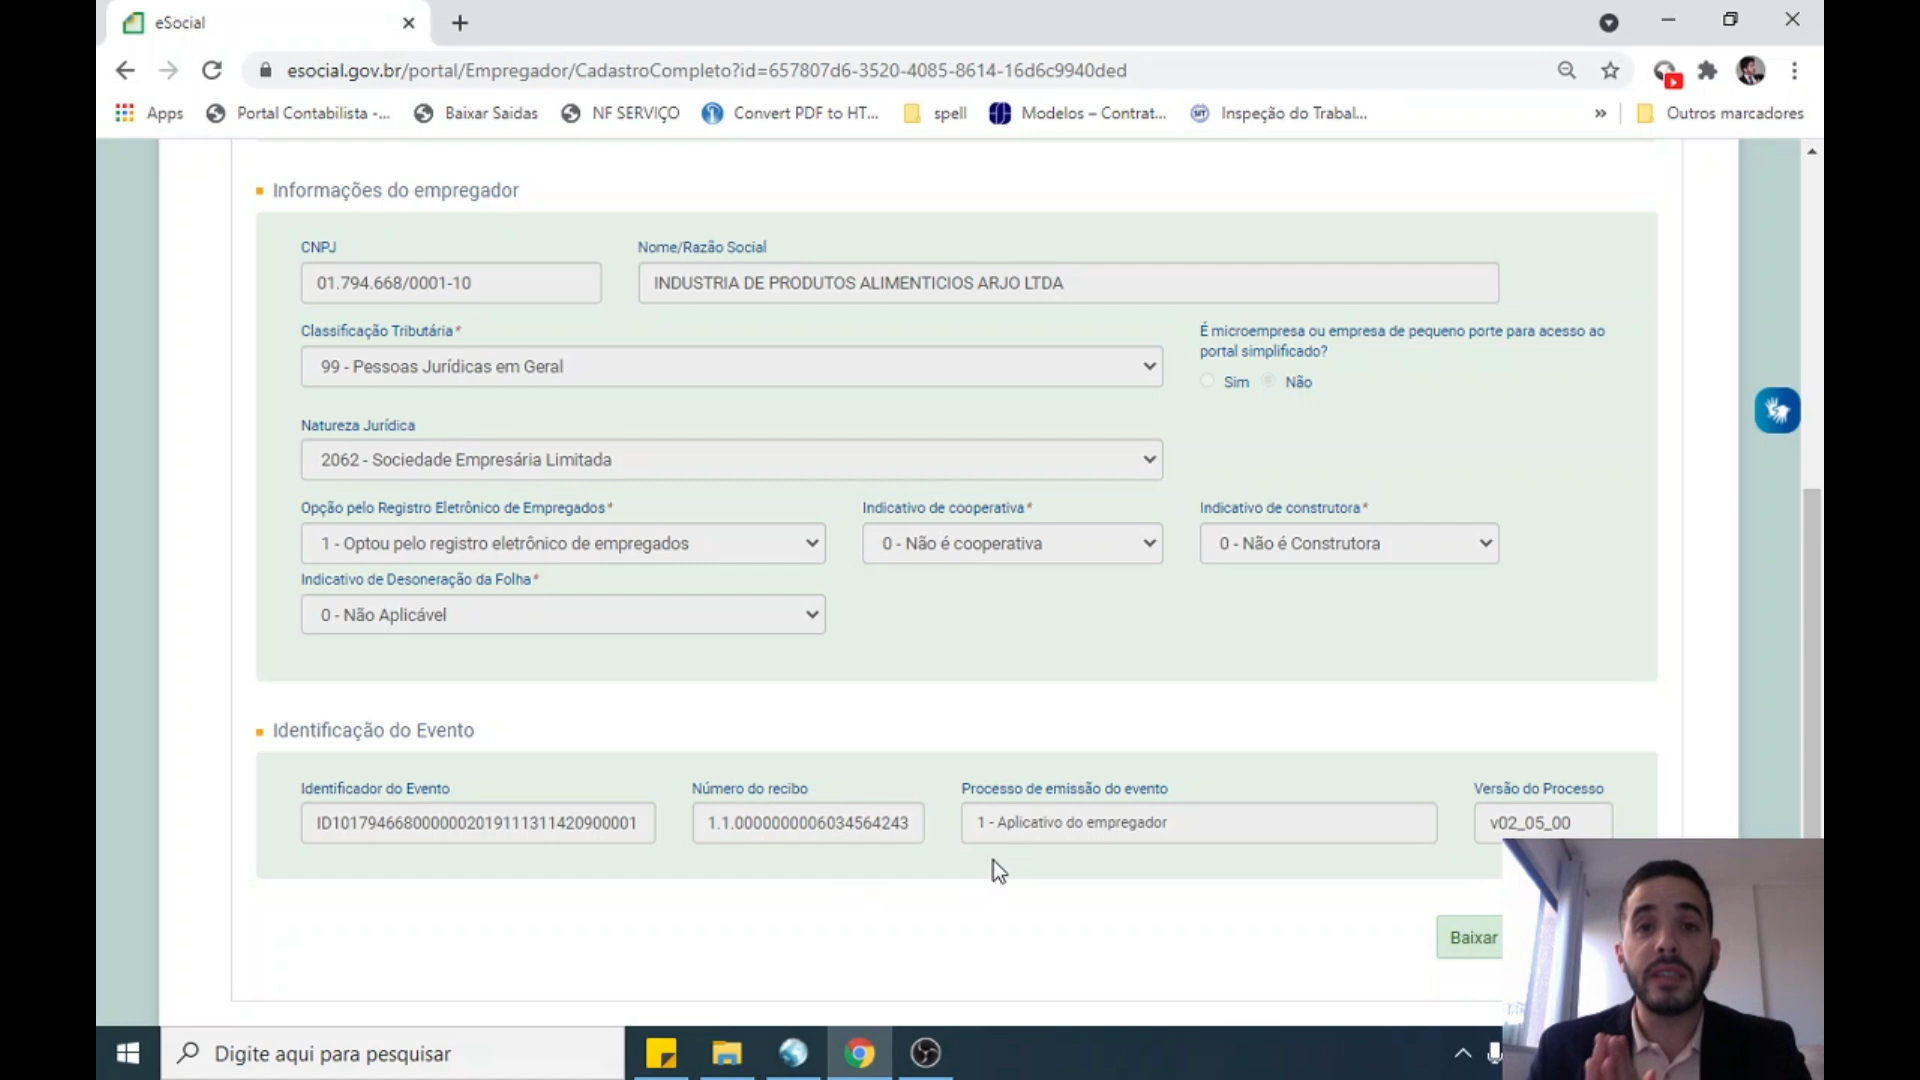 eSocial
esocial.gov.br/portal/Empregador/CadastroCompleto?id=657807d6-3520-4085-8614-16d6c9940ded
Apps Portal Contabilista -... Baixar Saidas NF SERVIÇO Convert PDF to HT... spell Modelos – Contrat... SIT Inspeção do Trabal... » Outros marcadores
Informações do empregador
CNPJ Nome/Razão Social
01.794.668/0001-10 INDUSTRIA DE PRODUTOS ALIMENTICIOS ARJO LTDA
Classificação Tributária* É microempresa ou empresa de pequeno porte para acesso ao
portal simplificado?
99 - Pessoas Jurídicas em Geral
Sim Não
Natureza Jurídica
2062 - Sociedade Empresária Limitada
Opção pelo Registro Eletrônico de Empregados* Indicativo de cooperativa* Indicativo de construtora*
1 - Optou pelo registro eletrônico de empregados 0 - Não é cooperativa 0 - Não é Construtora
Indicativo de Desoneração da Folha*
0 - Não Aplicável
Identificação do Evento
Identificador do Evento Número do recibo Processo de emissão do evento Versão do Processo
ID1017946680000002019111311420900001 1.1.0000000006034564243 1 - Aplicativo do empregador v02_05_00
Baixar
Digite aqui para pesquisar